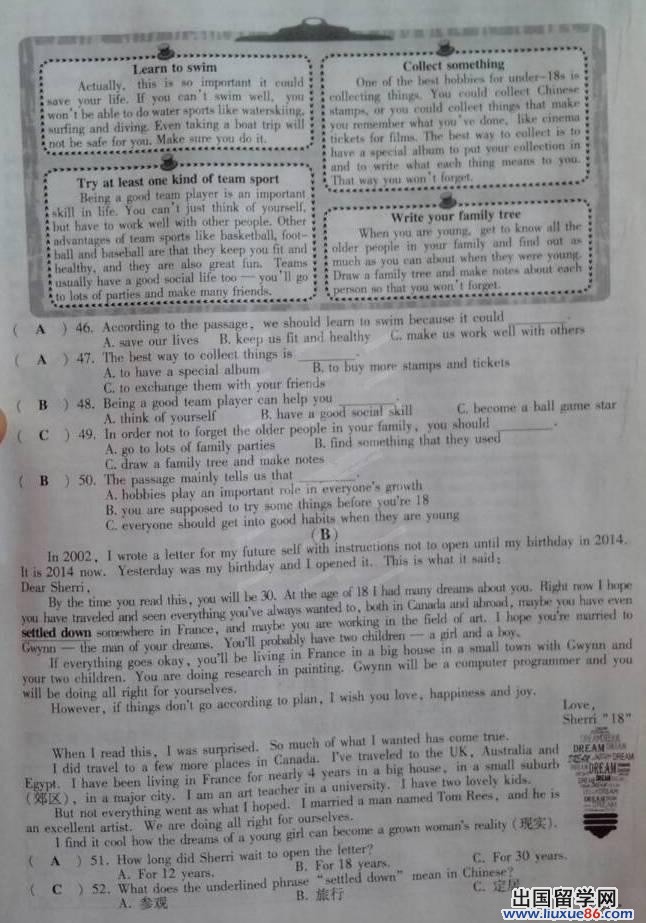 Learn to swim
Actually, this is so important it could
save your life. If you can't swim well, you
won't be able to do water sports like waterskiing,
surfing and diving. Even taking a boat trip will
not be safe for you. Make sure you do it.
Collect something
One of the best hobbies for under-18s is
collecting things. You could collect Chinese
stamps, or you could collect things that make
you remember what you've done, like cinema
tickets for films. The best way to collect is to
have a special album to put your collection in
and to write what each thing means to you.
That way you won't forget.
Try at least one kind of team sport
Being a good team player is an important
skill in life. You can't just think of yourself,
but have to work well with other people. Other
advantages of team sports like basketball, foot-
ball and baseball are that they keep you fit and
healthy, and they are also great fun. Teams
usually have a good social life too — you'll go
to lots of parties and make many friends.
Write your family tree
When you are young, get to know all the
older people in your family and find out as
much as you can about when they were young.
Draw a family tree and make notes about each
person so that you won't forget.
( A ) 46. According to the passage, we should learn to swim because it could ________.
A. save our lives B. keep us fit and healthy C. make us work well with others
( A ) 47. The best way to collect things is ________.
A. to have a special album B. to buy more stamps and tickets
C. to exchange them with your friends
( B ) 48. Being a good team player can help you ________.
A. think of yourself B. have a good social skill C. become a ball game star
( C ) 49. In order not to forget the older people in your family, you should ________.
A. go to lots of family parties B. find something that they used
C. draw a family tree and make notes
( B ) 50. The passage mainly tells us that ________.
A. hobbies play an important role in everyone's growth
B. you are supposed to try some things before you're 18
C. everyone should get into good habits when they are young
(B)
In 2002, I wrote a letter for my future self with instructions not to open until my birthday in 2014.
It is 2014 now. Yesterday was my birthday and I opened it. This is what it said:
Dear Sherri,
By the time you read this, you will be 30. At the age of 18 I had many dreams about you. Right now I hope
you have traveled and seen everything you've always wanted to, both in Canada and abroad, maybe you have even
settled down somewhere in France, and maybe you are working in the field of art. I hope you're married to
Gwynn — the man of your dreams. You'll probably have two children — a girl and a boy.
If everything goes okay, you'll be living in France in a big house in a small town with Gwynn and
your two children. You are doing research in painting. Gwynn will be a computer programmer and you
will be doing all right for yourselves.
However, if things don't go according to plan, I wish you love, happiness and joy.
Love,
Sherri "18"
When I read this, I was surprised. So much of what I wanted has come true.
I did travel to a few more places in Canada. I've traveled to the UK, Australia and
Egypt. I have been living in France for nearly 4 years in a big house, in a small suburb
(郊区), in a major city. I am an art teacher in a university. I have two lovely kids.
But not everything went as what I hoped. I married a man named Tom Rees, and he is
an excellent artist. We are doing all right for ourselves.
I find it cool how the dreams of a young girl can become a grown woman's reality (现实).
DREAM
DREAM
DREAM
( A ) 51. How long did Sherri wait to open the letter?
A. For 12 years. B. For 18 years. C. For 30 years.
( C ) 52. What does the underlined phrase "settled down" mean in Chinese?
A. 参观 B. 旅行 C. 定居
出国留学网
www.liuxue86.com